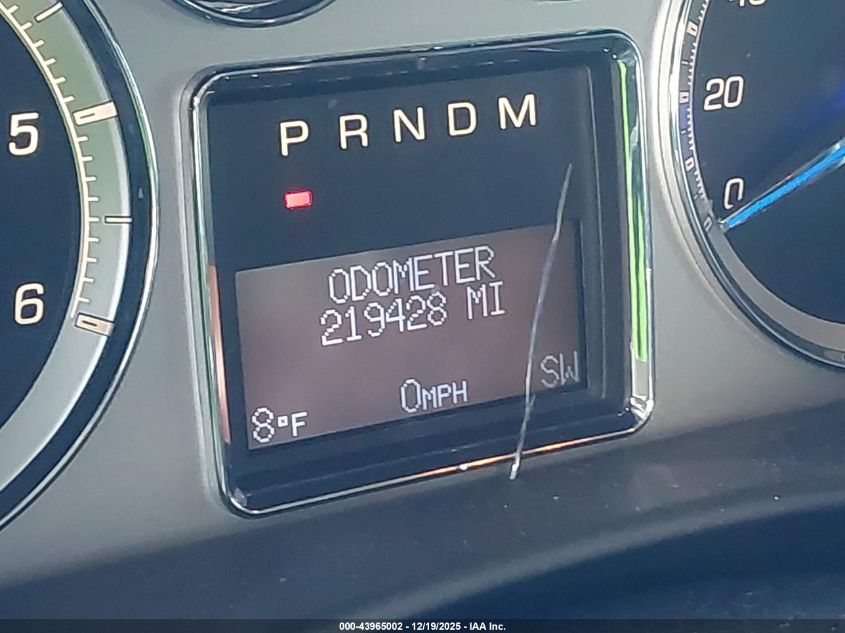 P R N D M
5
6
20
0
ODOMETER
219428 MI
0MPH
SW
8°F
000-43965002 - 12/19/2025 - IAA Inc.